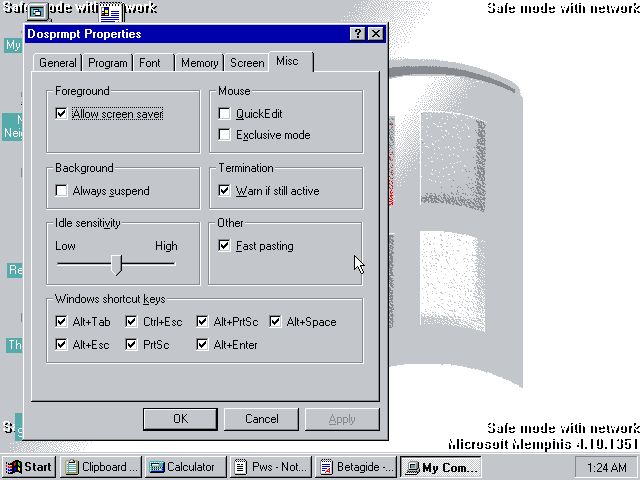 Safe mode with network
Safe mode with network
Dosprmpt Properties
General Program Font Memory Screen Misc
Foreground
Allow screen saver
Mouse
QuickEdit
Exclusive mode
Background
Always suspend
Termination
Warn if still active
Idle sensitivity
Low High
Other
Fast pasting
Windows shortcut keys
Alt+Tab Ctrl+Esc Alt+PrtSc Alt+Space
Alt+Esc PrtSc Alt+Enter
OK Cancel Apply
My
Nei
Re
Th
Safe mode with network
Microsoft Memphis 4.10.1351
Start Clipboard ... Calculator Pws - Not... Betagide -... My Com... 1:24 AM